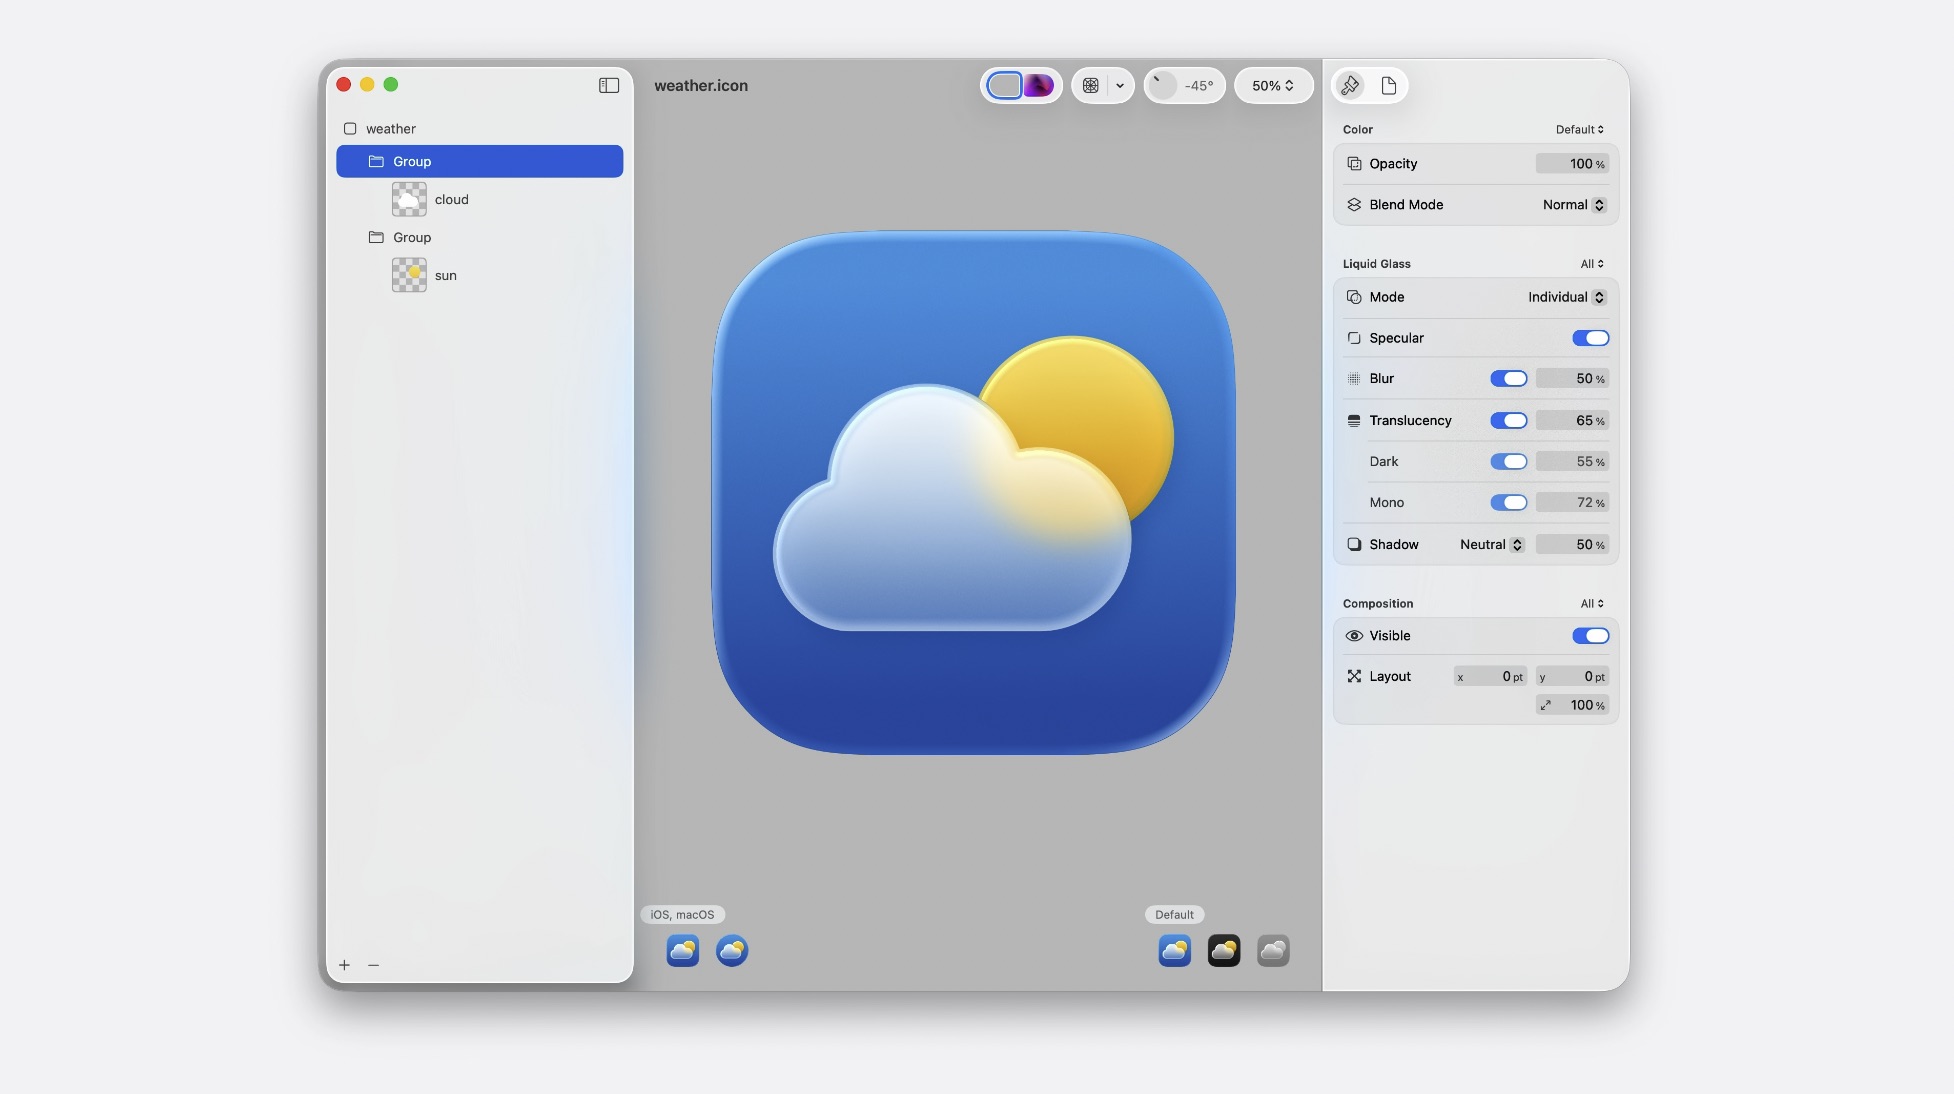 weather
Group
cloud
Group
sun
weather.icon
-45°
50%
iOS, macOS
Default
Color Default
Opacity 100 %
Blend Mode Normal
Liquid Glass All
Mode Individual
Specular
Blur 50 %
Translucency 65 %
Dark 55 %
Mono 72 %
Shadow Neutral 50 %
Composition All
Visible
Layout x 0 pt y 0 pt
100 %